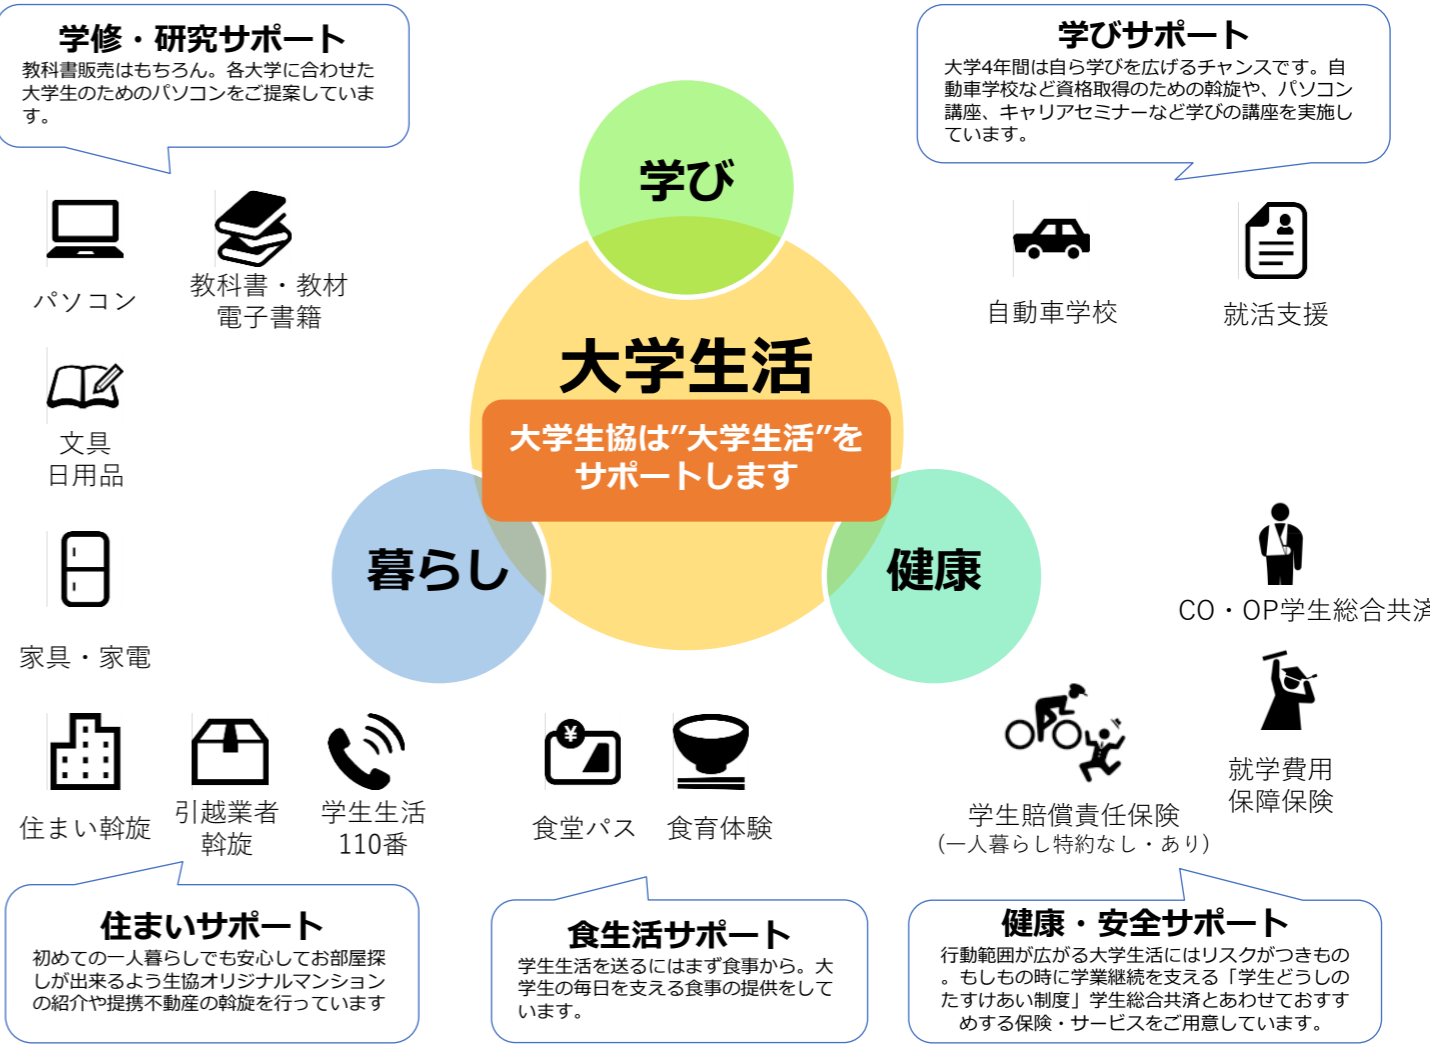 学修・研究サポート
教科書販売はもちろん。各大学に合わせた
大学生のためのパソコンをご提案していま
す。
学びサポート
大学4年間は自ら学びを広げるチャンスです。自
動車学校など資格取得のための斡旋や、パソコン
講座、キャリアセミナーなど学びの講座を実施し
ています。
学び
パソコン
教科書・教材
電子書籍
自動車学校
就活支援
大学生活
大学生協は”大学生活”を
サポートします
文具
日用品
暮らし
健康
家具・家電
CO・OP学生総合共済
住まい斡旋
引越業者
斡旋
学生生活
110番
¥
食堂パス
食育体験
学生賠償責任保険
(一人暮らし特約なし・あり)
就学費用
保障保険
住まいサポート
初めての一人暮らしでも安心してお部屋探
しが出来るよう生協オリジナルマンション
の紹介や提携不動産の斡旋を行っています
食生活サポート
学生生活を送るにはまず食事から。大
学生の毎日を支える食事の提供をして
います。
健康・安全サポート
行動範囲が広がる大学生活にはリスクがつきもの
。もしもの時に学業継続を支える「学生どうしの
たすけあい制度」学生総合共済とあわせておすす
めする保険・サービスをご用意しています。